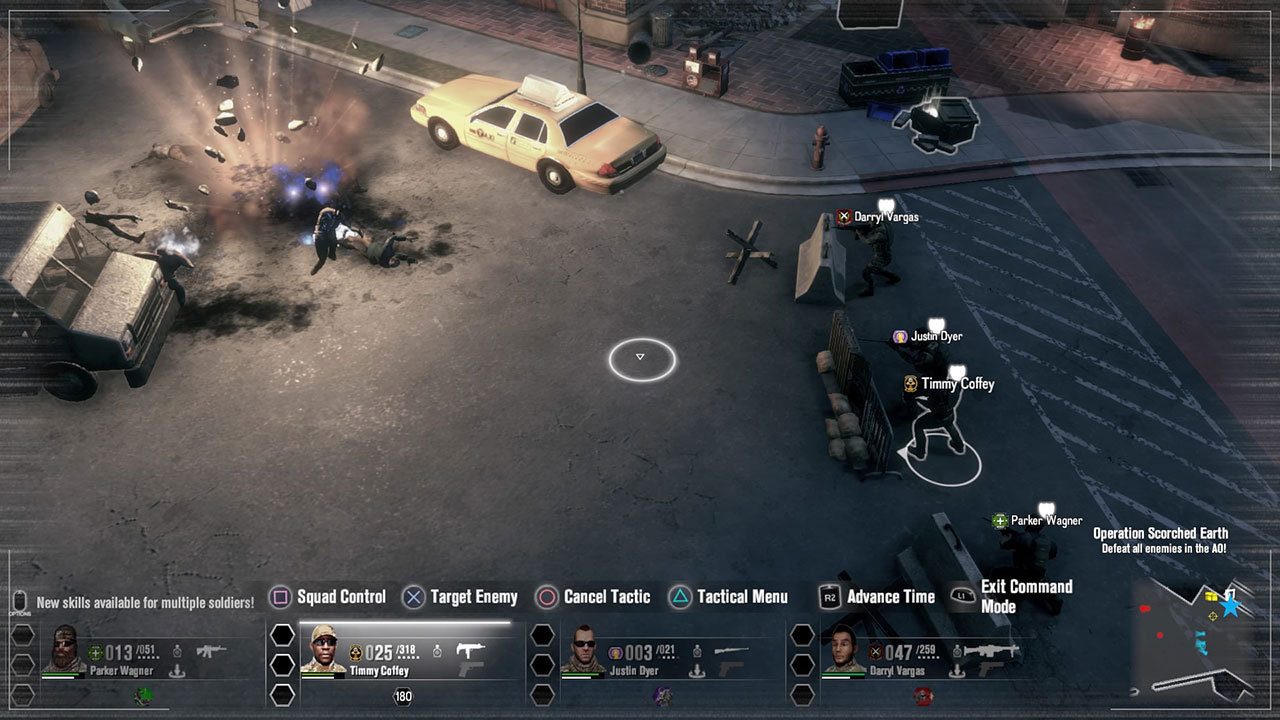 Darryl Vargas
Justin Dyer
Timmy Coffey
Parker Wagner
Operation Scorched Earth
Defeat all enemies in the AO!
OPTIONS
New skills available for multiple soldiers!
Squad Control
Target Enemy
Cancel Tactic
Tactical Menu
R2 Advance Time
L1 Exit Command
Mode
013 /051
Parker Wagner
025 /318
Timmy Coffey
180
003 /021
Justin Dyer
047 /259
Darryl Vargas